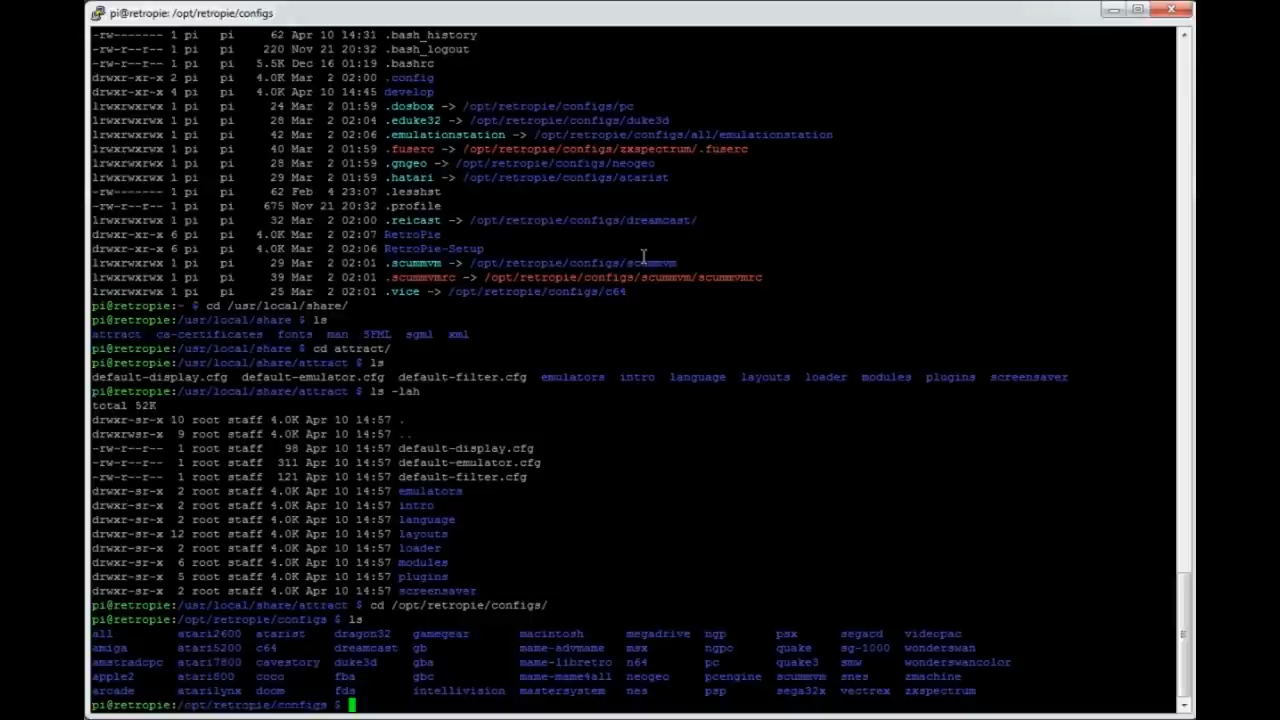 pi@retropie: /opt/retropie/configs
-rw------- 1 pi   pi     62 Apr 10 14:31 .bash_history
-rw-r--r-- 1 pi   pi    220 Nov 21 20:32 .bash_logout
-rw-r--r-- 1 pi   pi   5.5K Dec 16 01:19 .bashrc
drwxr-xr-x 2 pi   pi   4.0K Mar  2 02:00 .config
drwxr-xr-x 4 pi   pi   4.0K Apr 10 14:45 develop
lrwxrwxrwx 1 pi   pi     24 Mar  2 01:59 .dosbox -> /opt/retropie/configs/pc
lrwxrwxrwx 1 pi   pi     28 Mar  2 02:04 .eduke32 -> /opt/retropie/configs/duke3d
lrwxrwxrwx 1 pi   pi     42 Mar  2 02:06 .emulationstation -> /opt/retropie/configs/all/emulationstation
lrwxrwxrwx 1 pi   pi     40 Mar  2 01:59 .fuserc -> /opt/retropie/configs/zxspectrum/.fuserc
lrwxrwxrwx 1 pi   pi     28 Mar  2 01:59 .gngeo -> /opt/retropie/configs/neogeo
lrwxrwxrwx 1 pi   pi     29 Mar  2 01:59 .hatari -> /opt/retropie/configs/atarist
-rw------- 1 pi   pi     62 Feb  4 23:07 .lesshst
-rw-r--r-- 1 pi   pi    675 Nov 21 20:32 .profile
lrwxrwxrwx 1 pi   pi     32 Mar  2 02:00 .reicast -> /opt/retropie/configs/dreamcast/
drwxr-xr-x 6 pi   pi   4.0K Mar  2 02:07 RetroPie
drwxr-xr-x 6 pi   pi   4.0K Mar  2 02:06 RetroPie-Setup
lrwxrwxrwx 1 pi   pi     29 Mar  2 02:01 .scummvm -> /opt/retropie/configs/scummvm
lrwxrwxrwx 1 pi   pi     39 Mar  2 02:01 .scummvmrc -> /opt/retropie/configs/scummvm/scummvmrc
lrwxrwxrwx 1 pi   pi     25 Mar  2 02:01 .vice -> /opt/retropie/configs/c64
pi@retropie:~ $ cd /usr/local/share/
pi@retropie:/usr/local/share $ ls
attract  ca-certificates  fonts  man  SFML  sgml  xml
pi@retropie:/usr/local/share $ cd attract/
pi@retropie:/usr/local/share/attract $ ls
default-display.cfg  default-emulator.cfg  default-filter.cfg  emulators  intro  language  layouts  loader  modules  plugins  screensaver
pi@retropie:/usr/local/share/attract $ ls -lah
total 52K
drwxr-sr-x 10 root staff 4.0K Apr 10 14:57 .
drwxrwsr-x  9 root staff 4.0K Apr 10 14:57 ..
-rw-r--r--  1 root staff   98 Apr 10 14:57 default-display.cfg
-rw-r--r--  1 root staff  311 Apr 10 14:57 default-emulator.cfg
-rw-r--r--  1 root staff  121 Apr 10 14:57 default-filter.cfg
drwxr-sr-x  2 root staff 4.0K Apr 10 14:57 emulators
drwxr-sr-x  2 root staff 4.0K Apr 10 14:57 intro
drwxr-sr-x  2 root staff 4.0K Apr 10 14:57 language
drwxr-sr-x 12 root staff 4.0K Apr 10 14:57 layouts
drwxr-sr-x  2 root staff 4.0K Apr 10 14:57 loader
drwxr-sr-x  6 root staff 4.0K Apr 10 14:57 modules
drwxr-sr-x  5 root staff 4.0K Apr 10 14:57 plugins
drwxr-sr-x  2 root staff 4.0K Apr 10 14:57 screensaver
pi@retropie:/usr/local/share/attract $ cd /opt/retropie/configs/
pi@retropie:/opt/retropie/configs $ ls
all  atari2600  atarist  dragon32  gamegear  macintosh  megadrive  ngp  psx  segacd  videopac
amiga  atari5200  c64  dreamcast  gb  mame-advmame  msx  ngpc  quake  sg-1000  wonderswan
amstradcpc  atari7800  cavestory  duke3d  gba  mame-libretro  n64  pc  quake3  smw  wonderswancolor
apple2  atari800  coco  fba  gbc  mame-mame4all  neogeo  pcengine  scummvm  snes  zmachine
arcade  atarilynx  doom  fds  intellivision  mastersystem  nes  psp  sega32x  vectrex  zxspectrum
pi@retropie:/opt/retropie/configs $